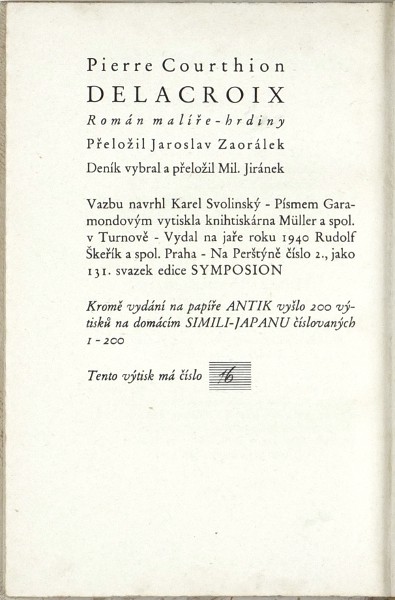 Pierre Courthion
DELACROIX
Román malíře-hrdiny
Přeložil Jaroslav Zaorálek
Deník vybral a přeložil Mil. Jiránek
Vazbu navrhl Karel Svolinský - Písmem Gara-
mondovým vytiskla knihtiskárna Müller a spol.
v Turnově - Vydal na jaře roku 1940 Rudolf
Škeřík a spol. Praha - Na Perštýně číslo 2., jako
131. svazek edice SYMPOSION
Kromě vydání na papíře ANTIK vyšlo 200 vý-
tisků na domácím SIMILI-JAPANU číslovaných
1 - 200
Tento výtisk má číslo 16